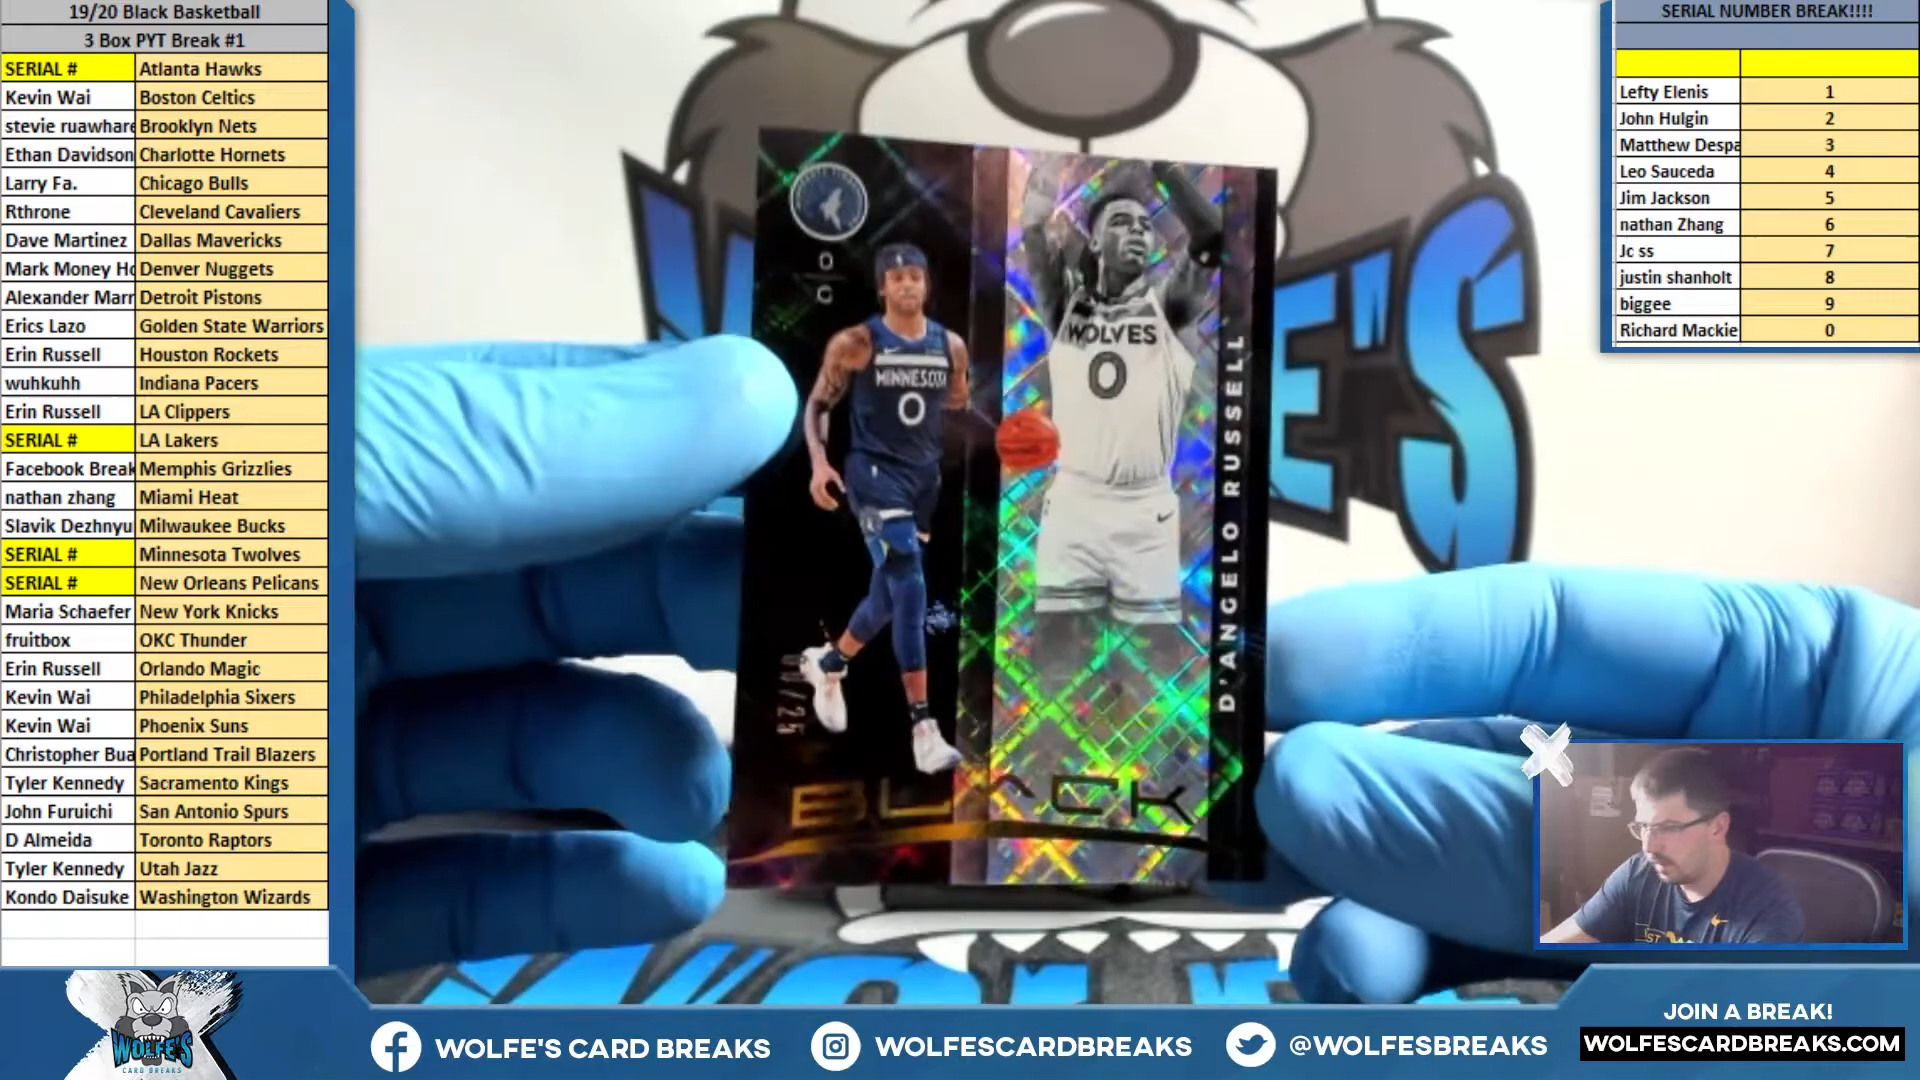 19/20 Black Basketball
3 Box PYT Break #1
SERIAL # Atlanta Hawks
Kevin Wai Boston Celtics
stevie ruawhare Brooklyn Nets
Ethan Davidson Charlotte Hornets
Larry Fa. Chicago Bulls
Rthrone Cleveland Cavaliers
Dave Martinez Dallas Mavericks
Mark Money Ho Denver Nuggets
Alexander Marr Detroit Pistons
Erics Lazo Golden State Warriors
Erin Russell Houston Rockets
wuhkuhh Indiana Pacers
Erin Russell LA Clippers
SERIAL # LA Lakers
Facebook Break Memphis Grizzlies
nathan zhang Miami Heat
Slavik Dezhnyu Milwaukee Bucks
SERIAL # Minnesota Twolves
SERIAL # New Orleans Pelicans
Maria Schaefer New York Knicks
fruitbox OKC Thunder
Erin Russell Orlando Magic
Kevin Wai Philadelphia Sixers
Kevin Wai Phoenix Suns
Christopher Bua Portland Trail Blazers
Tyler Kennedy Sacramento Kings
John Furuichi San Antonio Spurs
D Almeida Toronto Raptors
Tyler Kennedy Utah Jazz
Kondo Daisuke Washington Wizards
SERIAL NUMBER BREAK!!!!
Lefty Elenis 1
John Hulgin 2
Matthew Despa 3
Leo Sauceda 4
Jim Jackson 5
nathan Zhang 6
Jc ss 7
justin shanholt 8
biggee 9
Richard Mackie 0
0
MINNESOTA
0
WOLVES
0
D'ANGELO RUSSELL
BLACK
WOLFE'S
CARD BREAKS
WOLFE'S CARD BREAKS
WOLFESCARDBREAKS
@WOLFESBREAKS
JOIN A BREAK!
WOLFESCARDBREAKS.COM